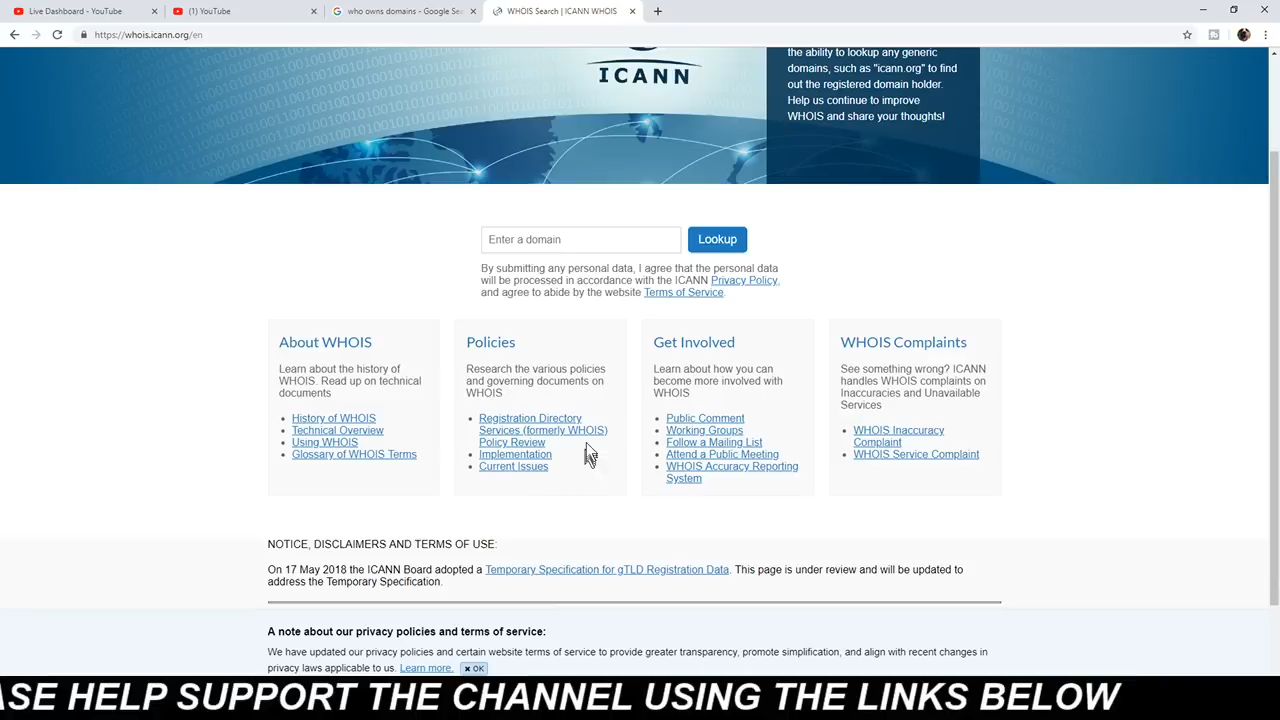 Live Dashboard - YouTube
(1) YouTube
who owns domains - Google Sea
WHOIS Search | ICANN WHOIS
https://whois.icann.org/en
ICANN
the ability to lookup any generic
domains, such as "icann.org" to find
out the registered domain holder.
Help us continue to improve
WHOIS and share your thoughts!
Enter a domain
Lookup
By submitting any personal data, I agree that the personal data
will be processed in accordance with the ICANN Privacy Policy,
and agree to abide by the website Terms of Service.
About WHOIS
Learn about the history of
WHOIS. Read up on technical
documents
History of WHOIS
Technical Overview
Using WHOIS
Glossary of WHOIS Terms
Policies
Research the various policies
and governing documents on
WHOIS
Registration Directory
Services (formerly WHOIS)
Policy Review
Implementation
Current Issues
Get Involved
Learn about how you can
become more involved with
WHOIS
Public Comment
Working Groups
Follow a Mailing List
Attend a Public Meeting
WHOIS Accuracy Reporting
System
WHOIS Complaints
See something wrong? ICANN
handles WHOIS complaints on
Inaccuracies and Unavailable
Services
WHOIS Inaccuracy
Complaint
WHOIS Service Complaint
NOTICE, DISCLAIMERS AND TERMS OF USE:
On 17 May 2018 the ICANN Board adopted a Temporary Specification for gTLD Registration Data. This page is under review and will be updated to
address the Temporary Specification.
A note about our privacy policies and terms of service:
We have updated our privacy policies and certain website terms of service to provide greater transparency, promote simplification, and align with recent changes in
privacy laws applicable to us. Learn more. × OK
ASE HELP SUPPORT THE CHANNEL USING THE LINKS BELOW